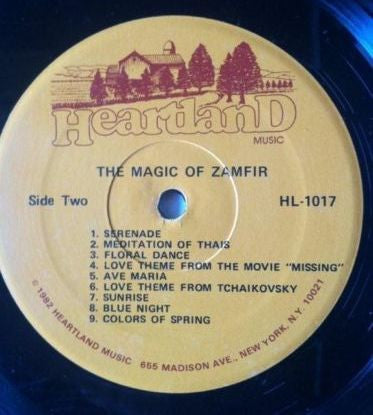 HeartlanD
MUSIC
THE MAGIC OF ZAMFIR
Side Two
HL-1017
1. SERENADE
2. MEDITATION OF THAIS
3. FLORAL DANCE
4. LOVE THEME FROM THE MOVIE "MISSING"
5. AVE MARIA
6. LOVE THEME FROM TCHAIKOVSKY
7. SUNRISE
8. BLUE NIGHT
9. COLORS OF SPRING
© 1982 HEARTLAND MUSIC 655 MADISON AVE., NEW YORK, N.Y. 10021